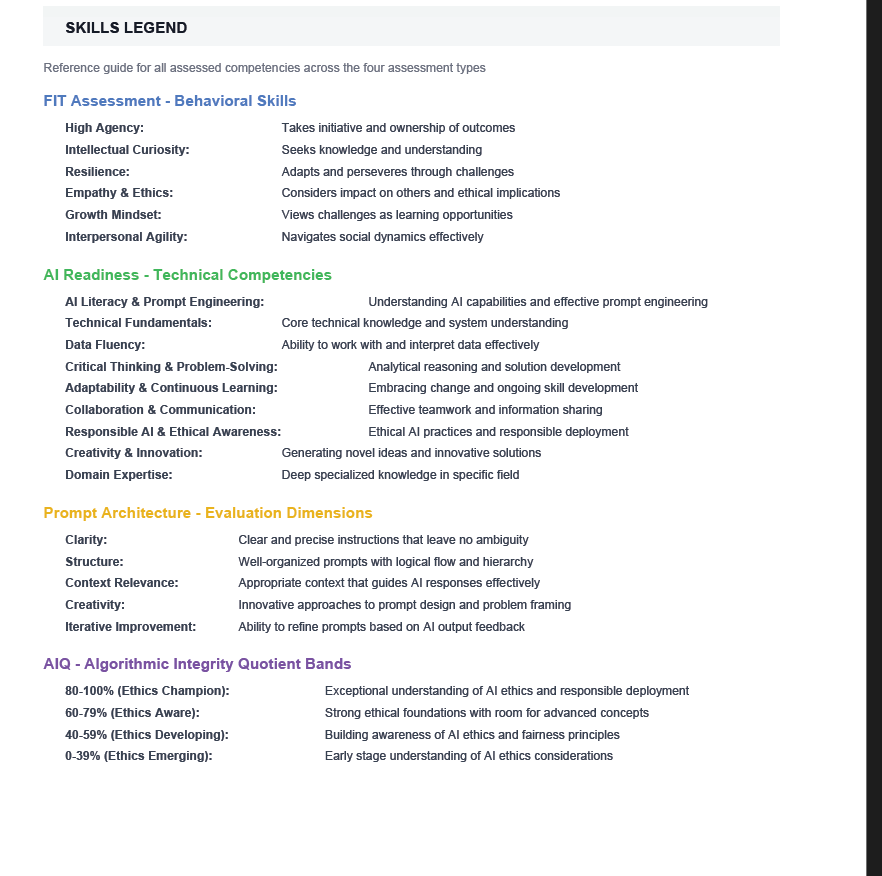 SKILLS LEGEND
Reference guide for all assessed competencies across the four assessment types
FIT Assessment - Behavioral Skills
High Agency: Takes initiative and ownership of outcomes
Intellectual Curiosity: Seeks knowledge and understanding
Resilience: Adapts and perseveres through challenges
Empathy & Ethics: Considers impact on others and ethical implications
Growth Mindset: Views challenges as learning opportunities
Interpersonal Agility: Navigates social dynamics effectively
AI Readiness - Technical Competencies
AI Literacy & Prompt Engineering: Understanding AI capabilities and effective prompt engineering
Technical Fundamentals: Core technical knowledge and system understanding
Data Fluency: Ability to work with and interpret data effectively
Critical Thinking & Problem-Solving: Analytical reasoning and solution development
Adaptability & Continuous Learning: Embracing change and ongoing skill development
Collaboration & Communication: Effective teamwork and information sharing
Responsible AI & Ethical Awareness: Ethical AI practices and responsible deployment
Creativity & Innovation: Generating novel ideas and innovative solutions
Domain Expertise: Deep specialized knowledge in specific field
Prompt Architecture - Evaluation Dimensions
Clarity: Clear and precise instructions that leave no ambiguity
Structure: Well-organized prompts with logical flow and hierarchy
Context Relevance: Appropriate context that guides AI responses effectively
Creativity: Innovative approaches to prompt design and problem framing
Iterative Improvement: Ability to refine prompts based on AI output feedback
AIQ - Algorithmic Integrity Quotient Bands
80-100% (Ethics Champion): Exceptional understanding of AI ethics and responsible deployment
60-79% (Ethics Aware): Strong ethical foundations with room for advanced concepts
40-59% (Ethics Developing): Building awareness of AI ethics and fairness principles
0-39% (Ethics Emerging): Early stage understanding of AI ethics considerations